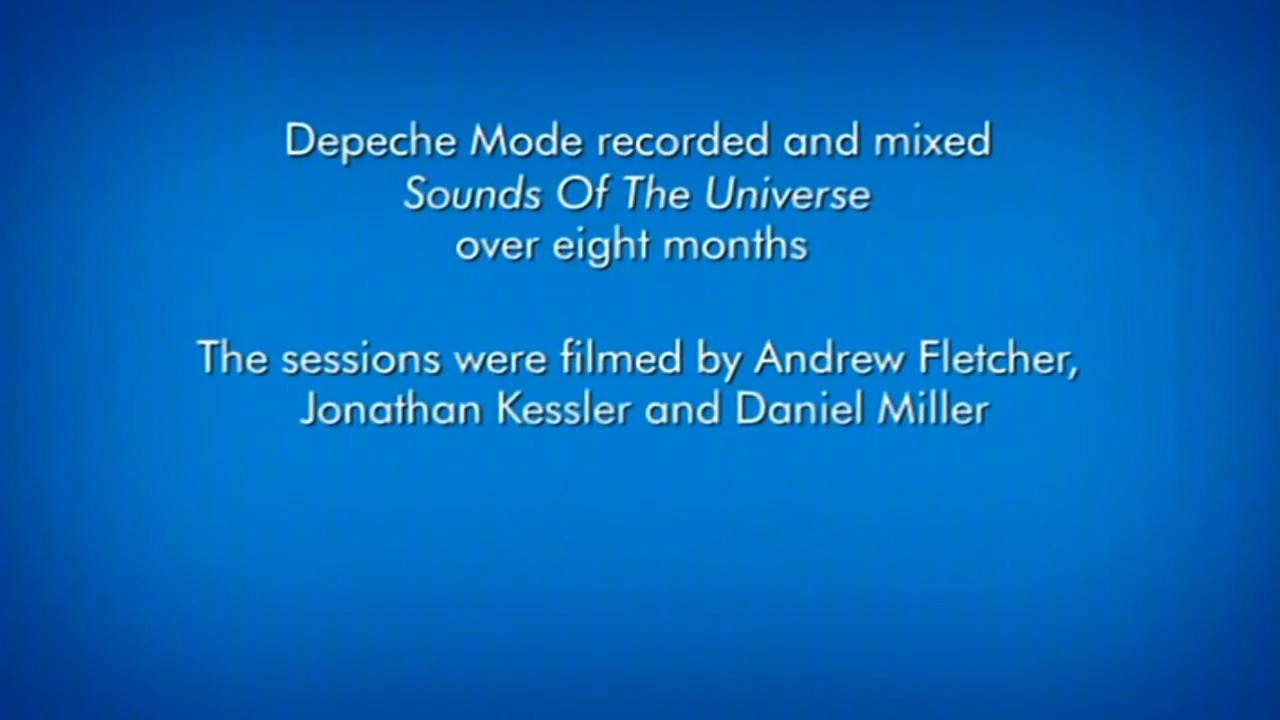 Depeche Mode recorded and mixed
Sounds Of The Universe
over eight months
The sessions were filmed by Andrew Fletcher,
Jonathan Kessler and Daniel Miller